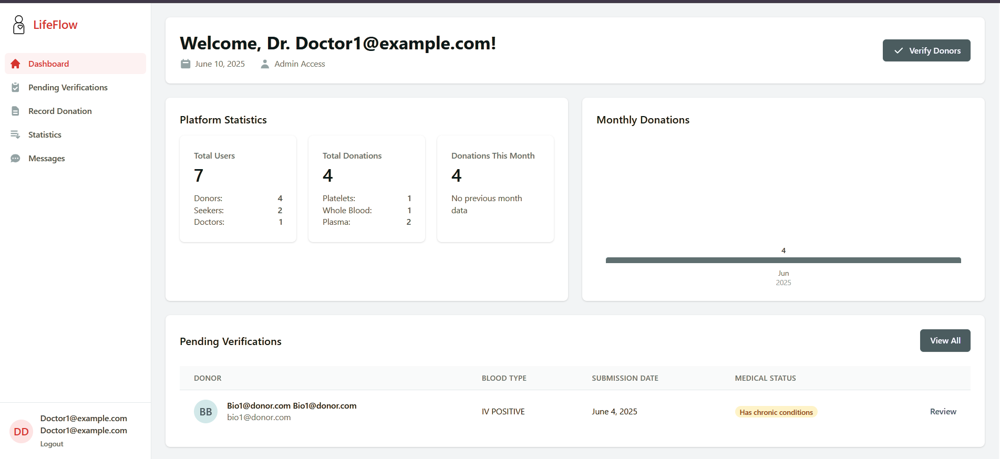 LifeFlow
Dashboard
Pending Verifications
Record Donation
Statistics
Messages
Doctor1@example.com
Doctor1@example.com
DD
Logout
Welcome, Dr. Doctor1@example.com!
June 10, 2025 Admin Access
Verify Donors
Platform Statistics
Total Users
7
Donors: 4
Seekers: 2
Doctors: 1
Total Donations
4
Platelets: 1
Whole Blood: 1
Plasma: 2
Donations This Month
4
No previous month
data
Monthly Donations
4
Jun
2025
Pending Verifications
View All
DONOR BLOOD TYPE SUBMISSION DATE MEDICAL STATUS
BB
Bio1@donor.com Bio1@donor.com
bio1@donor.com
IV POSITIVE
June 4, 2025
Has chronic conditions
Review